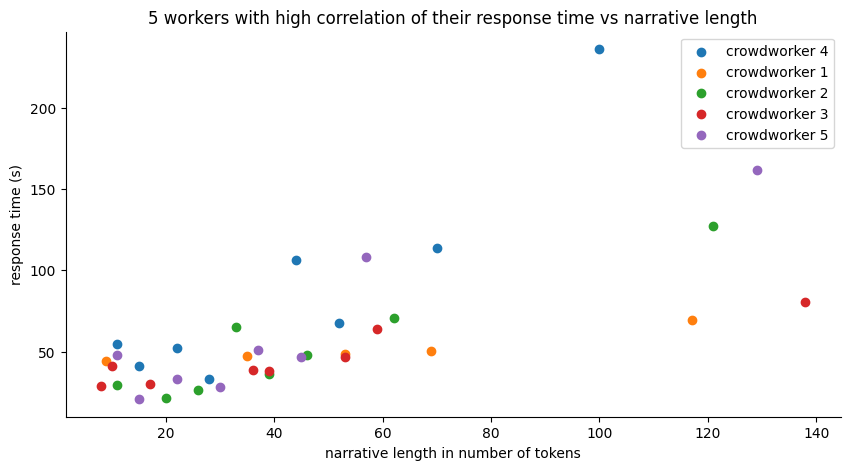 5 workers with high correlation of their response time vs narrative length
crowdworker 4
crowdworker 1
crowdworker 2
crowdworker 3
crowdworker 5
response time (s)
200
150
100
50
20 40 60 80 100 120 140
narrative length in number of tokens